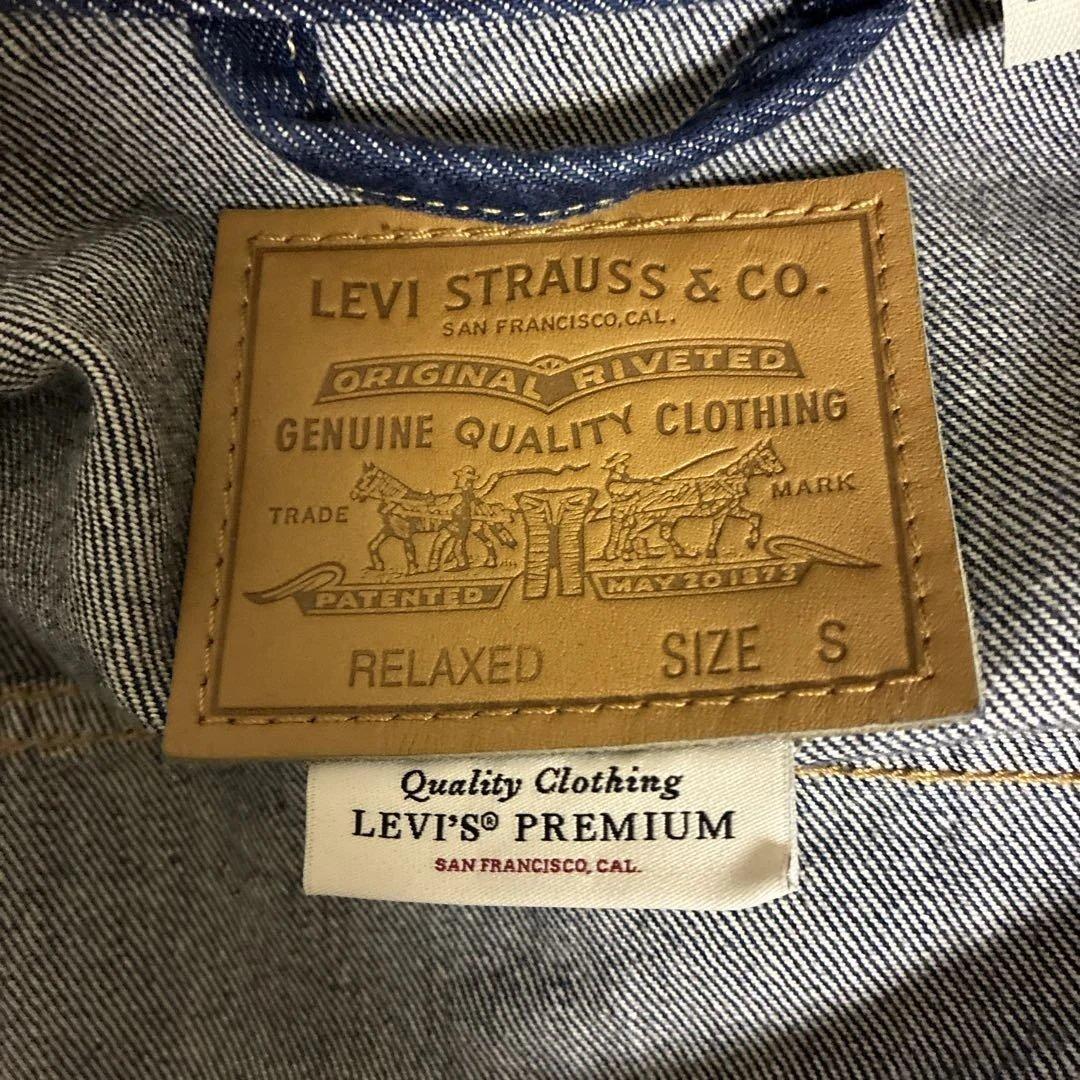 LEVI STRAUSS & CO.
SAN FRANCISCO, CAL.
ORIGINAL RIVETED
GENUINE QUALITY CLOTHING
TRADE MARK
PATENTED MAY 20 1873
RELAXED SIZE S
Quality Clothing
LEVI'S® PREMIUM
SAN FRANCISCO, CAL.